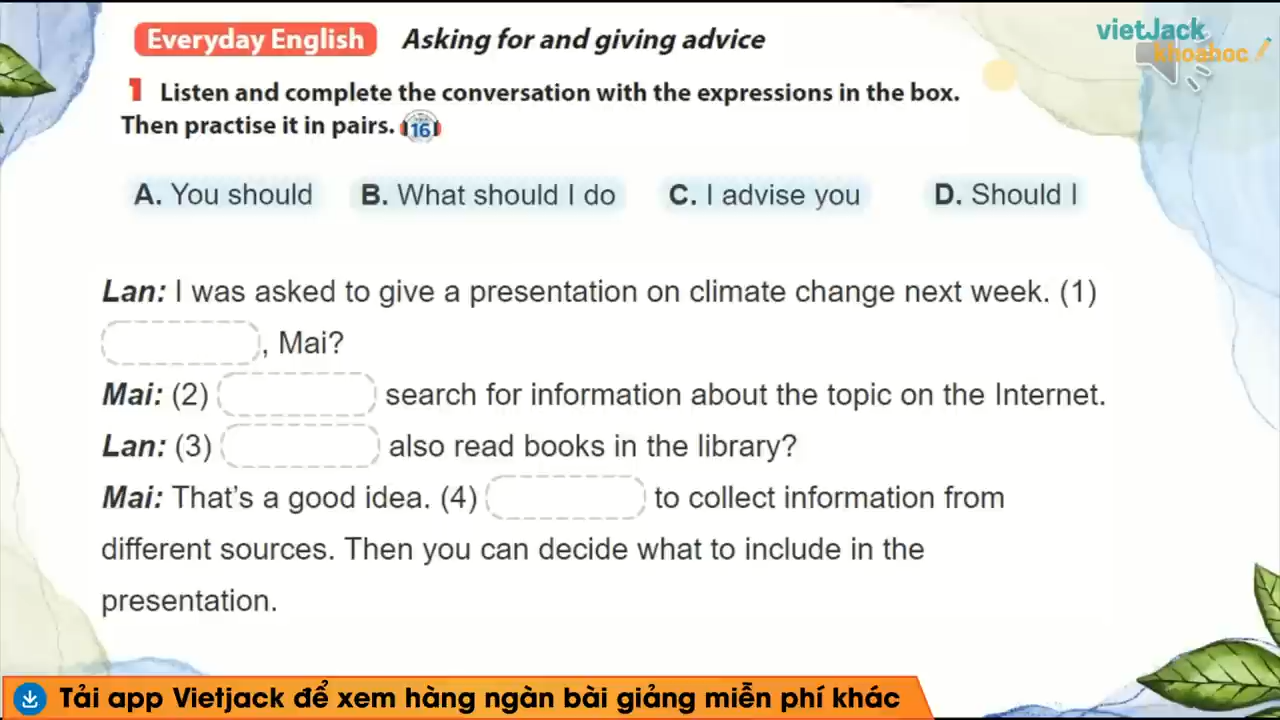 Everyday English Asking for and giving advice
vietJack
khoahoc
1 Listen and complete the conversation with the expressions in the box.
Then practise it in pairs. 16
A. You should B. What should I do C. I advise you D. Should I
Lan: I was asked to give a presentation on climate change next week. (1)
, Mai?
Mai: (2) search for information about the topic on the Internet.
Lan: (3) also read books in the library?
Mai: That's a good idea. (4) to collect information from
different sources. Then you can decide what to include in the
presentation.
Tải app Vietjack để xem hàng ngàn bài giảng miễn phí khác